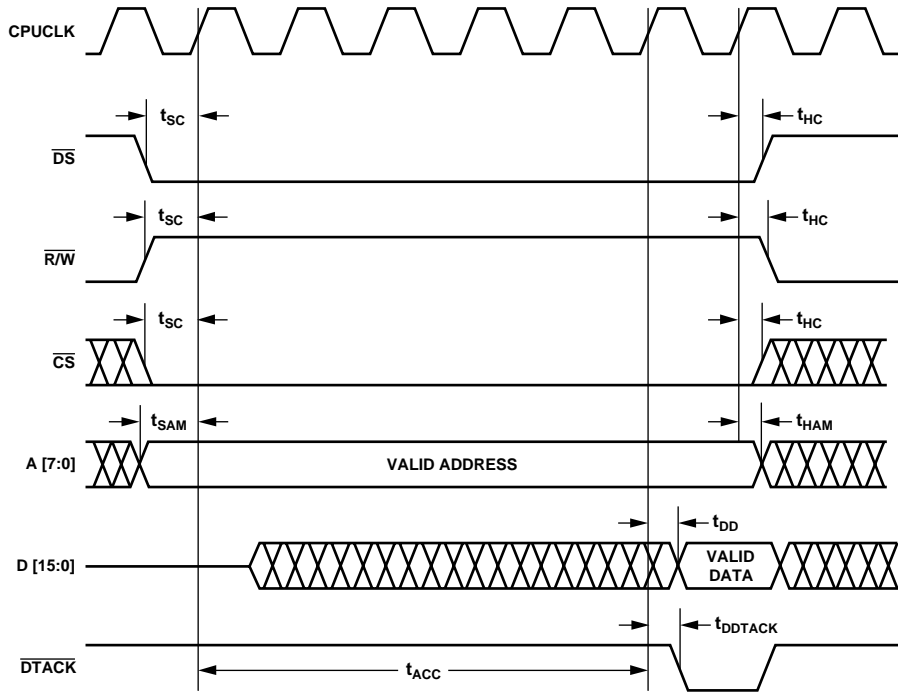 CPUCLK
tSC
tHC
DS
tSC
tHC
R/W
tSC
tHC
CS
tSAM
tHAM
A [7:0]
VALID ADDRESS
tDD
D [15:0]
VALID
DATA
tDDTACK
DTACK
tACC